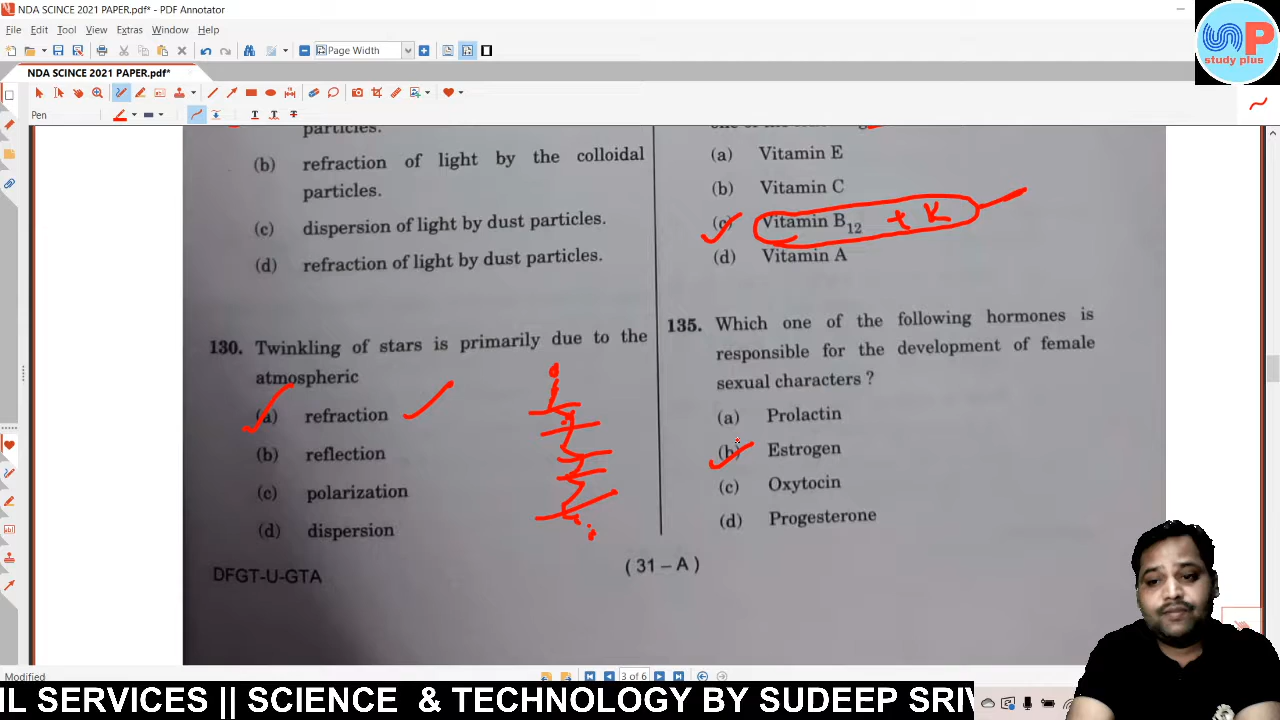 NDA SCINCE 2021 PAPER.pdf* - PDF Annotator
File Edit Tool View Extras Window Help
Page Width
NDA SCINCE 2021 PAPER.pdf*
Pen
particles.
(b) refraction of light by the colloidal
particles.
(c) dispersion of light by dust particles.
(d) refraction of light by dust particles.
130. Twinkling of stars is primarily due to the
atmospheric
(a) refraction
(b) reflection
(c) polarization
(d) dispersion
DFGT-U-GTA
(a) Vitamin E
(b) Vitamin C
(c) Vitamin B12 + K
(d) Vitamin A
135. Which one of the following hormones is
responsible for the development of female
sexual characters ?
(a) Prolactin
(b) Estrogen
(c) Oxytocin
(d) Progesterone
( 31 – A )
Modified
3 of 6
SP
study plus
IL SERVICES || SCIENCE & TECHNOLOGY BY SUDEEP SRIV